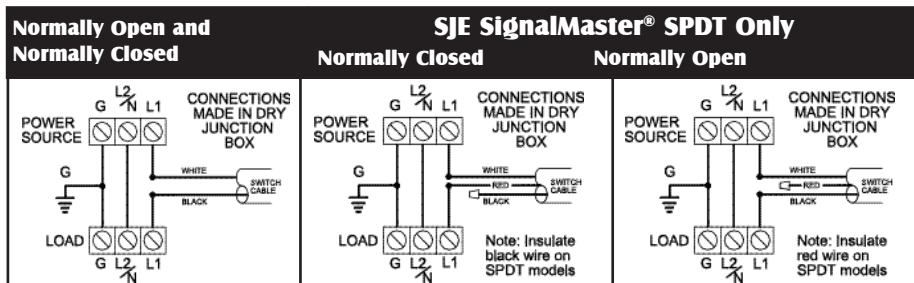 Normally Open and
Normally Closed
SJE SignalMaster® SPDT Only
Normally Closed
Normally Open
G L2/N L1
POWER
SOURCE
CONNECTIONS
MADE IN DRY
JUNCTION
BOX
G
WHITE
SWITCH
CABLE
BLACK
LOAD
G L2/N L1
G L2/N L1
POWER
SOURCE
CONNECTIONS
MADE IN DRY
JUNCTION
BOX
G
WHITE
RED
SWITCH
CABLE
BLACK
LOAD
G L2/N L1
Note: Insulate
black wire on
SPDT models
G L2/N L1
POWER
SOURCE
CONNECTIONS
MADE IN DRY
JUNCTION
BOX
G
WHITE
RED
SWITCH
CABLE
BLACK
LOAD
G L2/N L1
Note: Insulate
red wire on
SPDT models